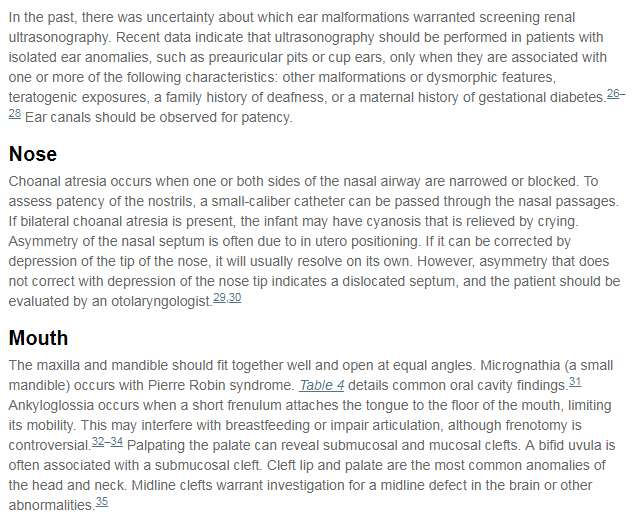 In the past, there was uncertainty about which ear malformations warranted screening renal
ultrasonography. Recent data indicate that ultrasonography should be performed in patients with
isolated ear anomalies, such as preauricular pits or cup ears, only when they are associated with
one or more of the following characteristics: other malformations or dysmorphic features,
teratogenic exposures, a family history of deafness, or a maternal history of gestational diabetes.26–
28 Ear canals should be observed for patency.
Nose
Choanal atresia occurs when one or both sides of the nasal airway are narrowed or blocked. To
assess patency of the nostrils, a small-caliber catheter can be passed through the nasal passages.
If bilateral choanal atresia is present, the infant may have cyanosis that is relieved by crying.
Asymmetry of the nasal septum is often due to in utero positioning. If it can be corrected by
depression of the tip of the nose, it will usually resolve on its own. However, asymmetry that does
not correct with depression of the nose tip indicates a dislocated septum, and the patient should be
evaluated by an otolaryngologist.29,30
Mouth
The maxilla and mandible should fit together well and open at equal angles. Micrognathia (a small
mandible) occurs with Pierre Robin syndrome. Table 4 details common oral cavity findings.31
Ankyloglossia occurs when a short frenulum attaches the tongue to the floor of the mouth, limiting
its mobility. This may interfere with breastfeeding or impair articulation, although frenotomy is
controversial.32–34 Palpating the palate can reveal submucosal and mucosal clefts. A bifid uvula is
often associated with a submucosal cleft. Cleft lip and palate are the most common anomalies of
the head and neck. Midline clefts warrant investigation for a midline defect in the brain or other
abnormalities.35